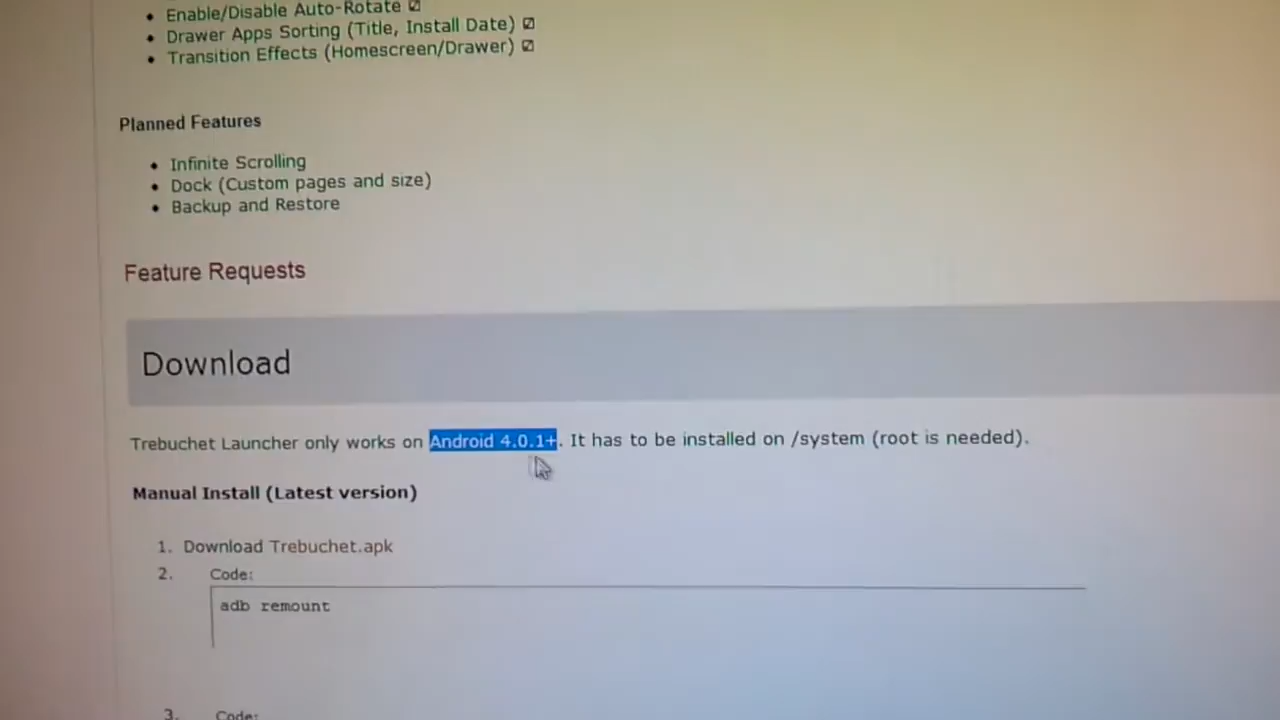 Enable/Disable Auto-Rotate
Drawer Apps Sorting (Title, Install Date)
Transition Effects (Homescreen/Drawer)
Planned Features
Infinite Scrolling
Dock (Custom pages and size)
Backup and Restore
Feature Requests
Download
Trebuchet Launcher only works on Android 4.0.1+. It has to be installed on /system (root is needed).
Manual Install (Latest version)
1. Download Trebuchet.apk
2. Code:
adb remount
3. Code: